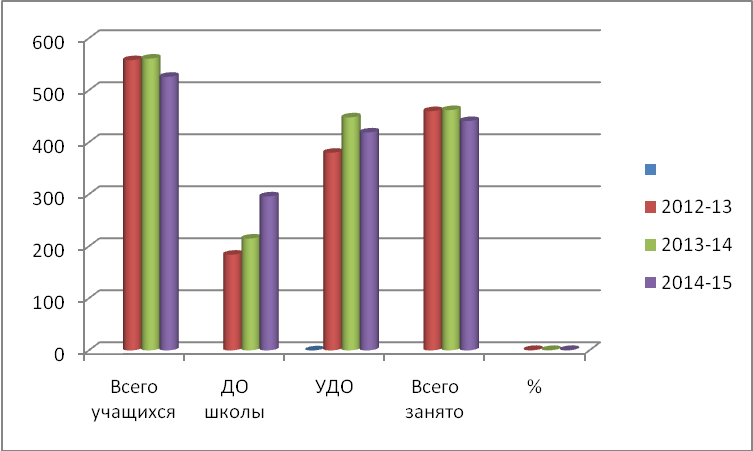 600
500
400
300
200
100
0
Всего
учащихся
ДО
школы
УДО
Всего
занято
%
2012-13
2013-14
2014-15